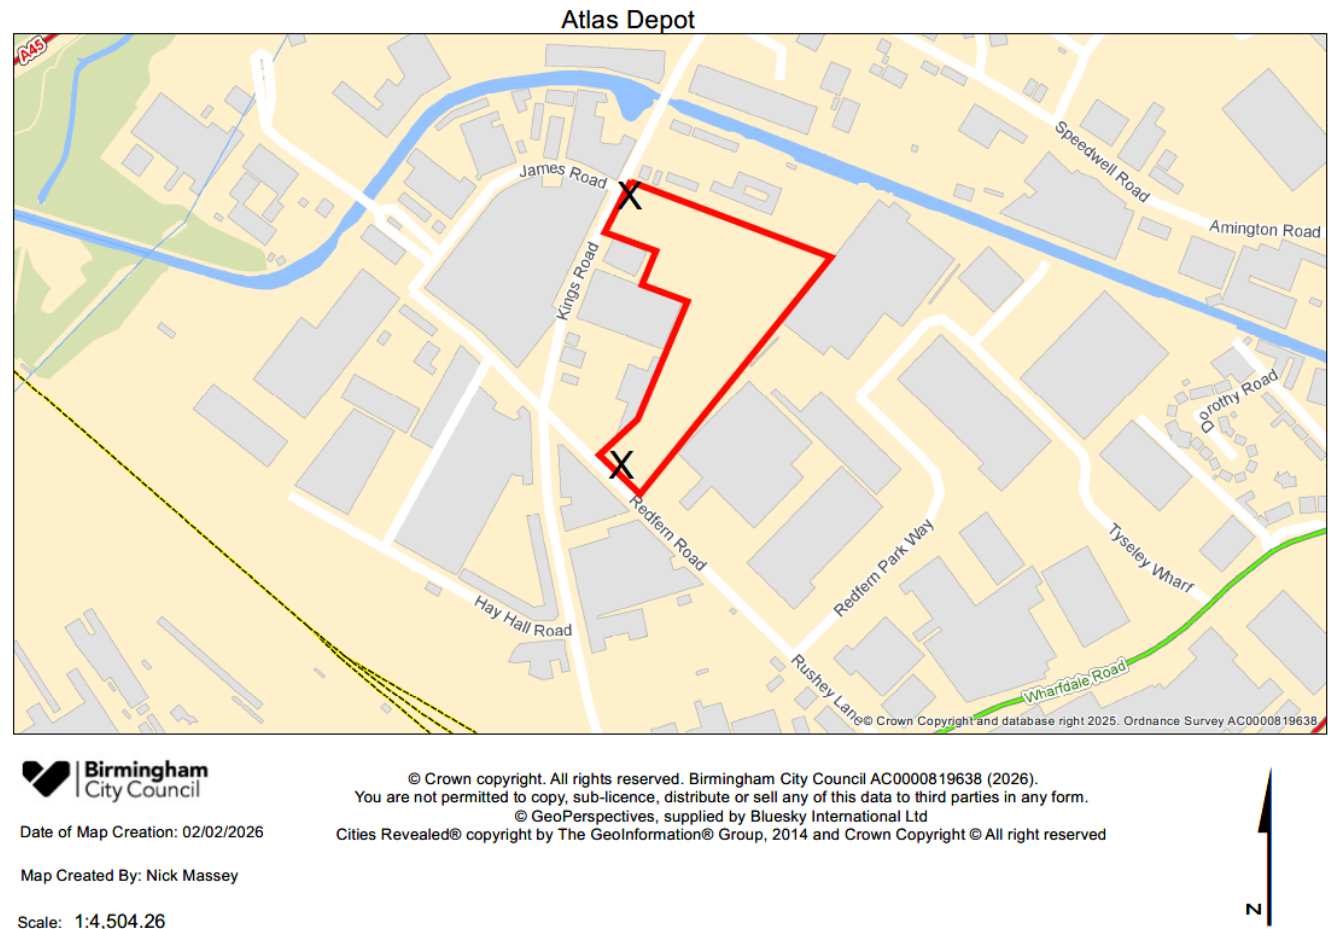 Atlas Depot
A45
James Road
X
Kings Road
Speedwell Road
Amington Road
Dorothy Road
X
Redfern Road
Redfern Park Way
Tyseley Wharf
Hay Hall Road
Rushey Lane
Wharfdale Road
© Crown Copyright and database right 2025. Ordnance Survey AC0000819638
Birmingham
City Council
© Crown copyright. All rights reserved. Birmingham City Council AC0000819638 (2026).
You are not permitted to copy, sub-licence, distribute or sell any of this data to third parties in any form.
© GeoPerspectives, supplied by Bluesky International Ltd
Cities Revealed® copyright by The GeoInformation® Group, 2014 and Crown Copyright © All right reserved
Date of Map Creation: 02/02/2026
Map Created By: Nick Massey
Scale: 1:4,504.26
N